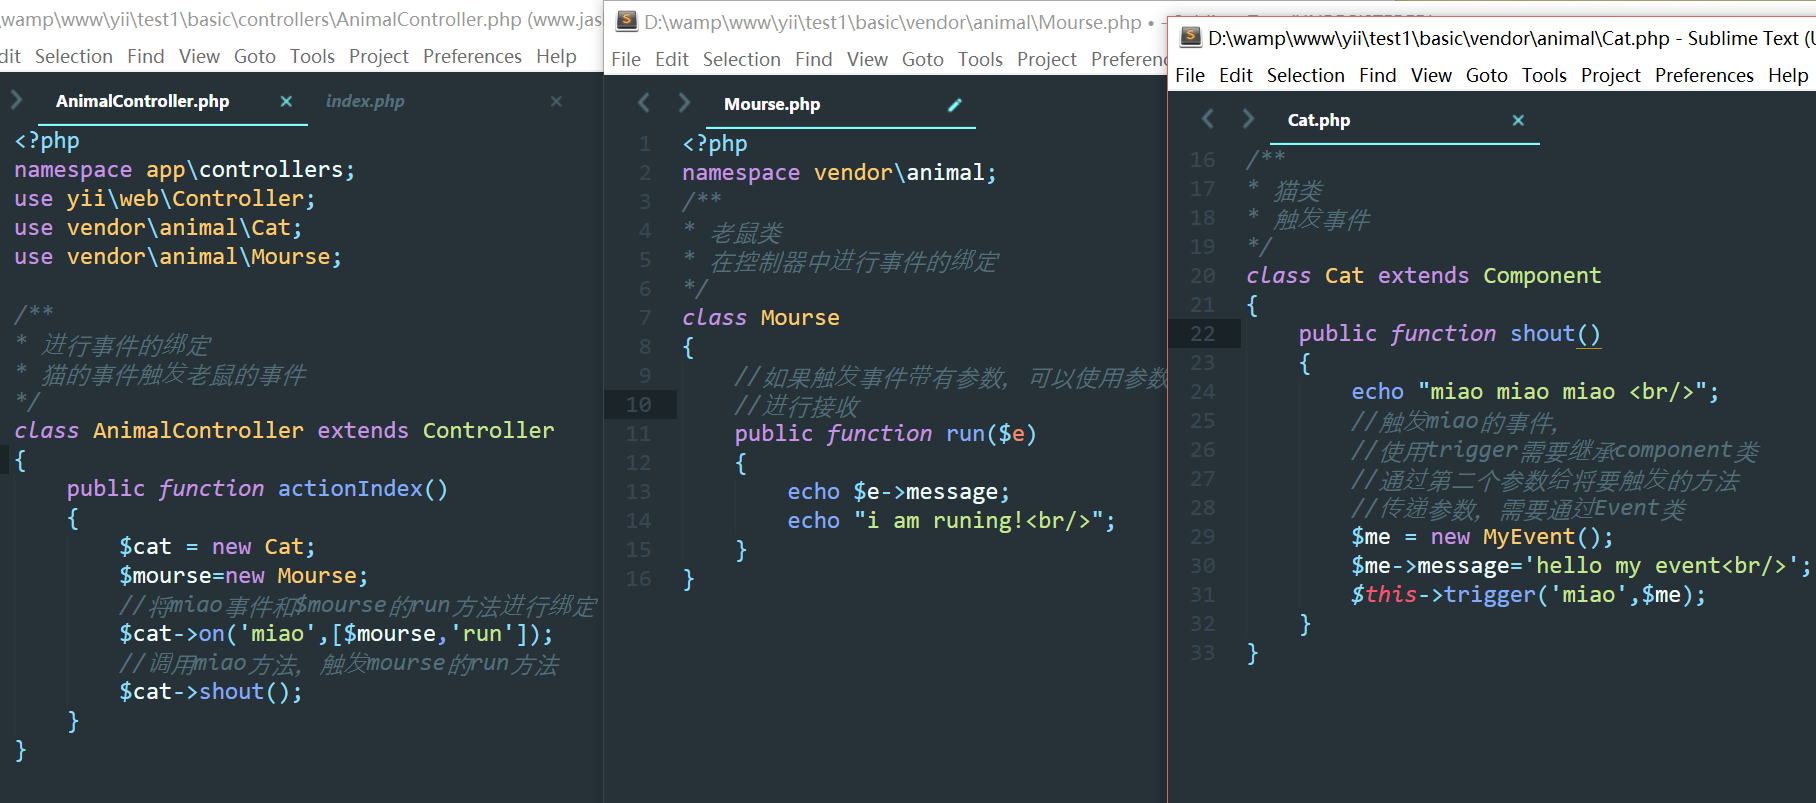 wamp\www\yii\test1\basic\controllers\AnimalController.php (www.jas
dit Selection Find View Goto Tools Project Preferences Help
AnimalController.php ×
index.php ×
<?php
namespace app\controllers;
use yii\web\Controller;
use vendor\animal\Cat;
use vendor\animal\Mourse;
/**
* 进行事件的绑定
* 猫的事件触发老鼠的事件
*/
class AnimalController extends Controller
{
public function actionIndex()
{
$cat = new Cat;
$mourse=new Mourse;
//将miao事件和$mourse的run方法进行绑定
$cat->on('miao',[$mourse,'run']);
//调用miao方法, 触发mourse的run方法
$cat->shout();
}
}
D:\wamp\www\yii\test1\basic\vendor\animal\Mourse.php •
File Edit Selection Find View Goto Tools Project Preferenc
Mourse.php
1 <?php
2 namespace vendor\animal;
3 /**
4 * 老鼠类
5 * 在控制器中进行事件的绑定
6 */
7 class Mourse
8 {
9 //如果触发事件带有参数, 可以使用参数
10 //进行接收
11 public function run($e)
12 {
13 echo $e->message;
14 echo "i am runing!<br/>";
15 }
16 }
D:\wamp\www\yii\test1\basic\vendor\animal\Cat.php - Sublime Text (U
File Edit Selection Find View Goto Tools Project Preferences Help
Cat.php ×
16 /**
17 * 猫类
18 * 触发事件
19 */
20 class Cat extends Component
21 {
22 public function shout()
23 {
24 echo "miao miao miao <br/>";
25 //触发miao的事件,
26 //使用trigger需要继承component类
27 //通过第二个参数给将要触发的方法
28 //传递参数, 需要通过Event类
29 $me = new MyEvent();
30 $me->message='hello my event<br/>';
31 $this->trigger('miao',$me);
32 }
33 }